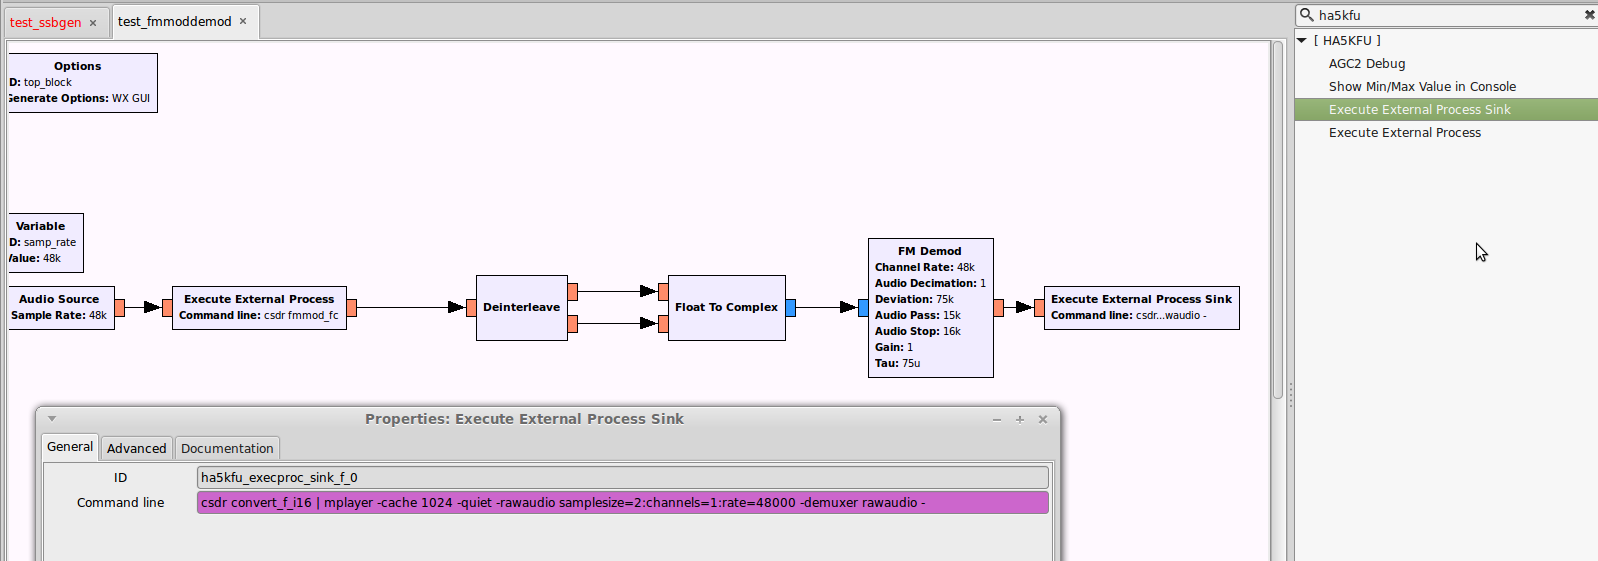 test_ssbgen ×
test_fmmoddemod ×
ha5kfu
[ HA5KFU ]
AGC2 Debug
Show Min/Max Value in Console
Execute External Process Sink
Execute External Process
Options
D: top_block
Generate Options: WX GUI
Variable
D: samp_rate
Value: 48k
Audio Source
Sample Rate: 48k
Execute External Process
Command line: csdr fmmod_fc
Deinterleave
Float To Complex
FM Demod
Channel Rate: 48k
Audio Decimation: 1
Deviation: 75k
Audio Pass: 15k
Audio Stop: 16k
Gain: 1
Tau: 75u
Execute External Process Sink
Command line: csdr...waudio -
Properties: Execute External Process Sink
General
Advanced
Documentation
ID
ha5kfu_execproc_sink_f_0
Command line
csdr convert_f_i16 | mplayer -cache 1024 -quiet -rawaudio samplesize=2:channels=1:rate=48000 -demuxer rawaudio -